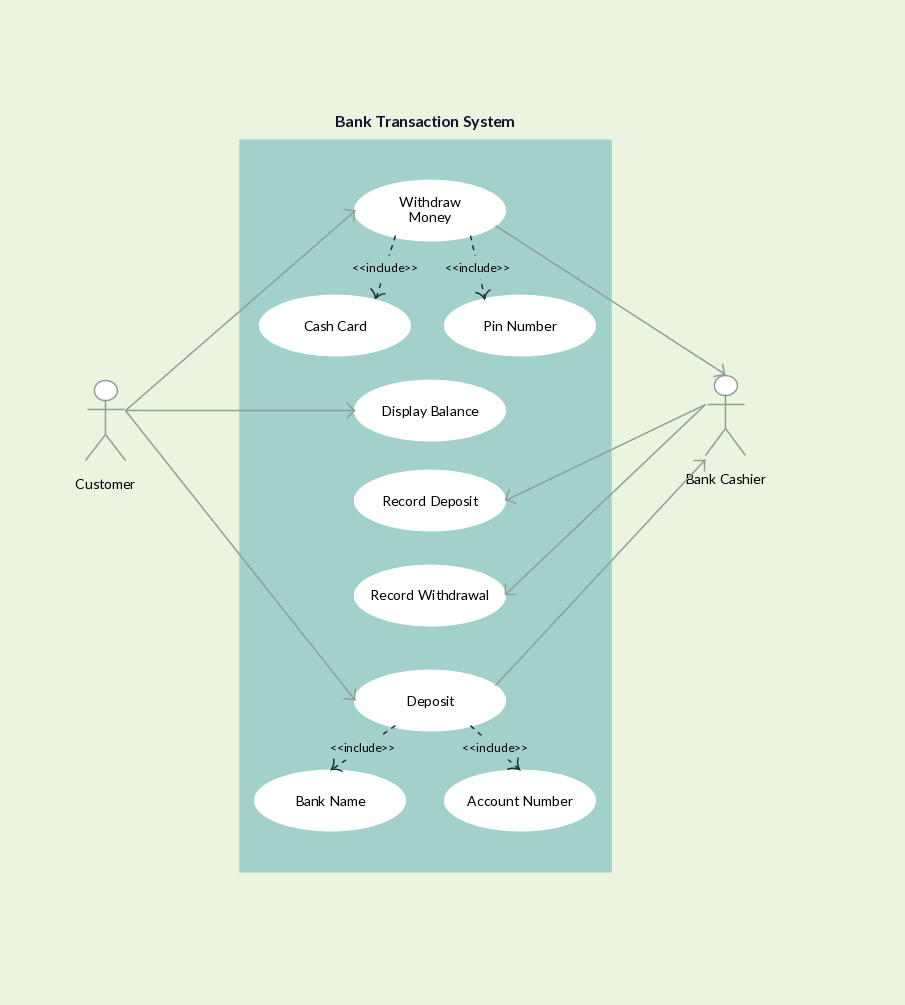 Bank Transaction System
Withdraw
Money
<<include>>
<<include>>
Cash Card
Pin Number
Display Balance
Customer
Bank Cashier
Record Deposit
Record Withdrawal
Deposit
<<include>>
<<include>>
Bank Name
Account Number